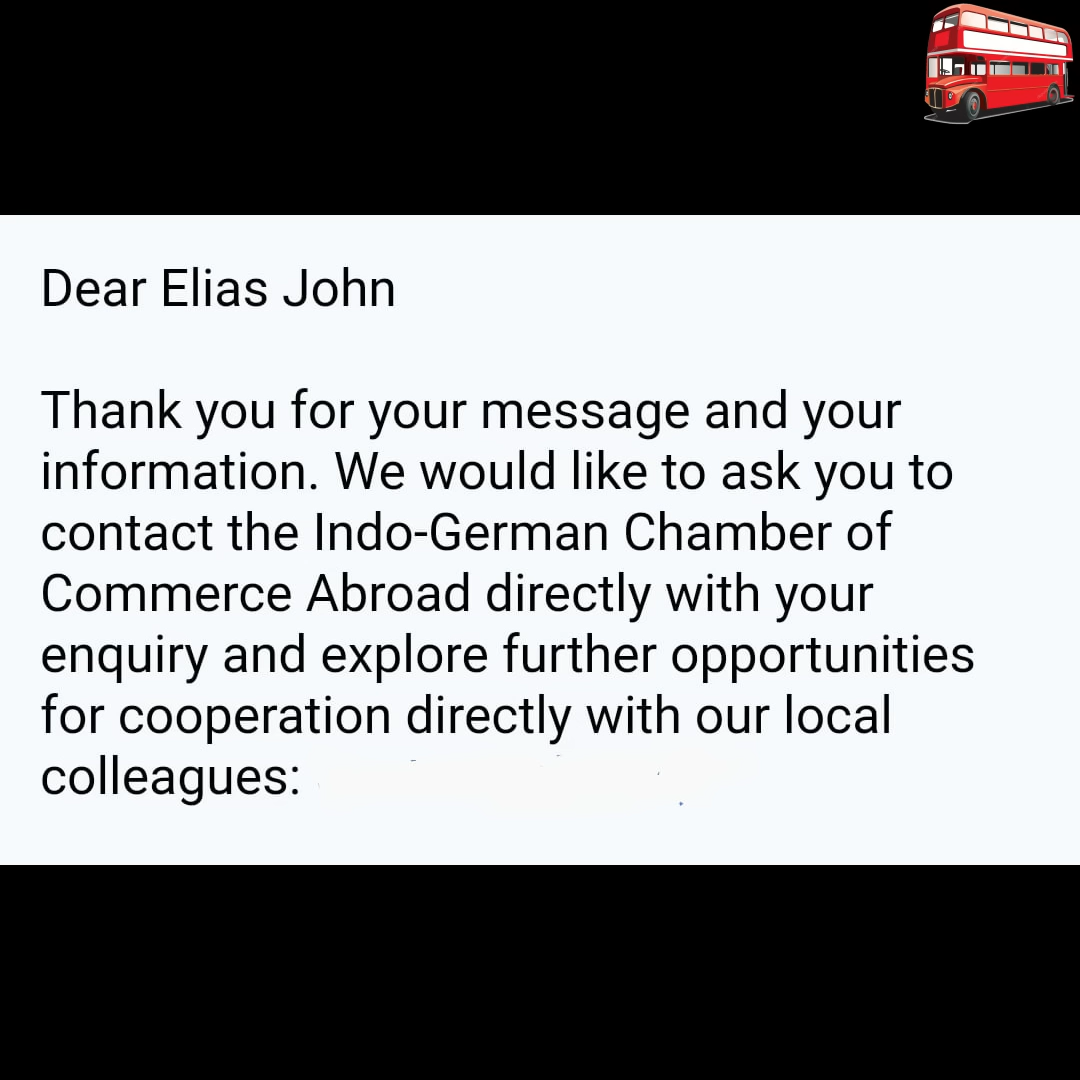 Dear Elias John
Thank you for your message and your
information. We would like to ask you to
contact the Indo-German Chamber of
Commerce Abroad directly with your
enquiry and explore further opportunities
for cooperation directly with our local
colleagues: